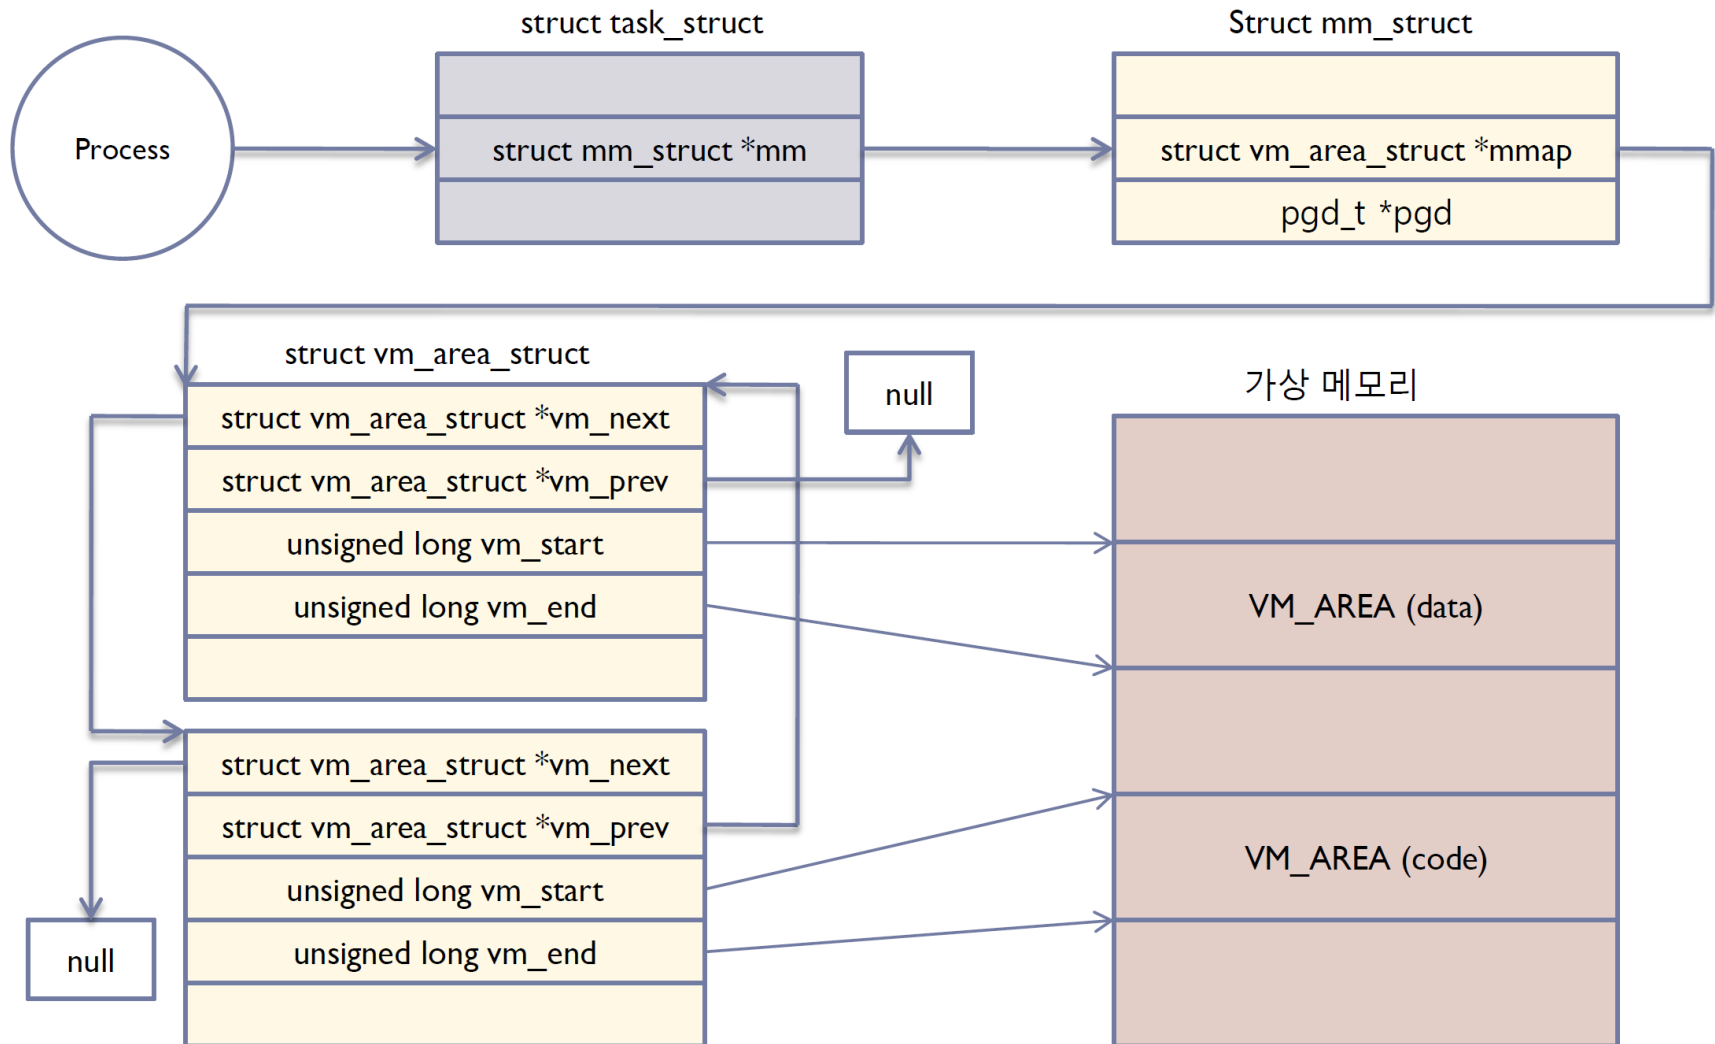 struct task_struct
Struct mm_struct
Process
struct mm_struct *mm
struct vm_area_struct *mmap
pgd_t *pgd
struct vm_area_struct
null
가상 메모리
struct vm_area_struct *vm_next
struct vm_area_struct *vm_prev
unsigned long vm_start
unsigned long vm_end
VM_AREA (data)
struct vm_area_struct *vm_next
struct vm_area_struct *vm_prev
unsigned long vm_start
unsigned long vm_end
VM_AREA (code)
null